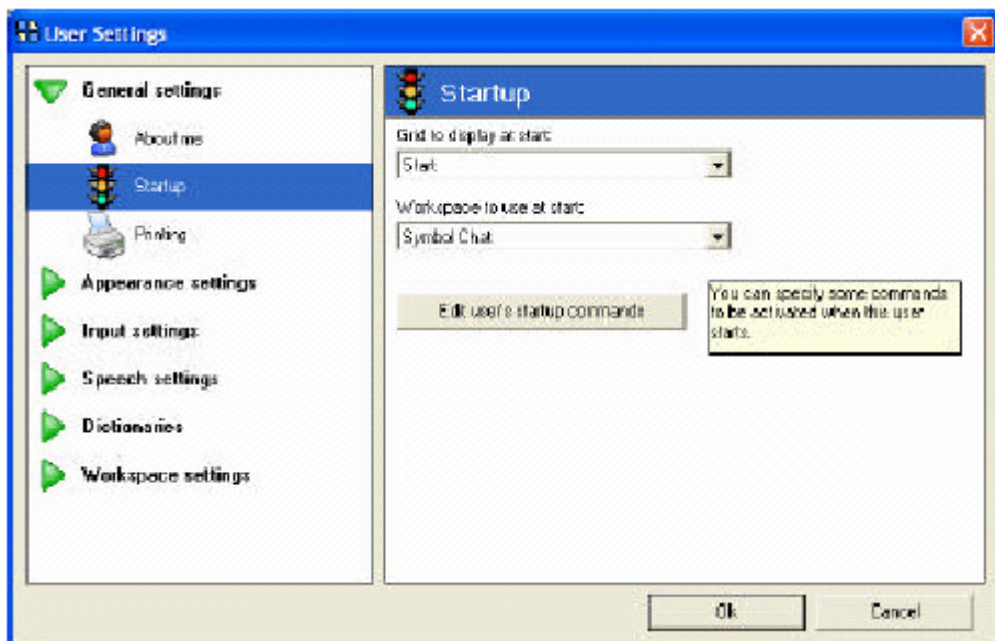 User Settings
General settings
About me
Startup
Printing
Appearance settings
Input settings
Speech settings
Dictionaries
Workspace settings
Startup
Grid to display at start:
Start
Workspace to use at start:
Symbol Chat
Edit user's startup commands
You can specify some commands
to be activated when this user
starts.
Ok
Cancel